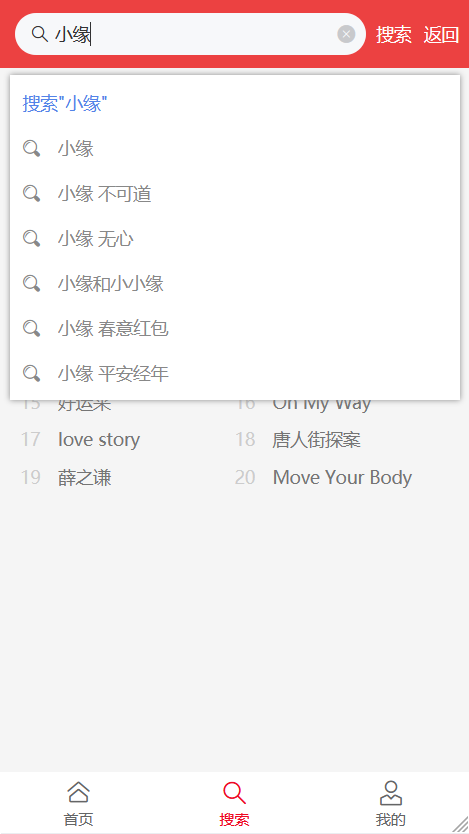 小缘 搜索 返回
搜索"小缘"
小缘
小缘 不可道
小缘 无心
小缘和小小缘
小缘 春意红包
小缘 平安经年
15 好运来 16 On My Way
17 love story 18 唐人街探案
19 薛之谦 20 Move Your Body
首页 搜索 我的